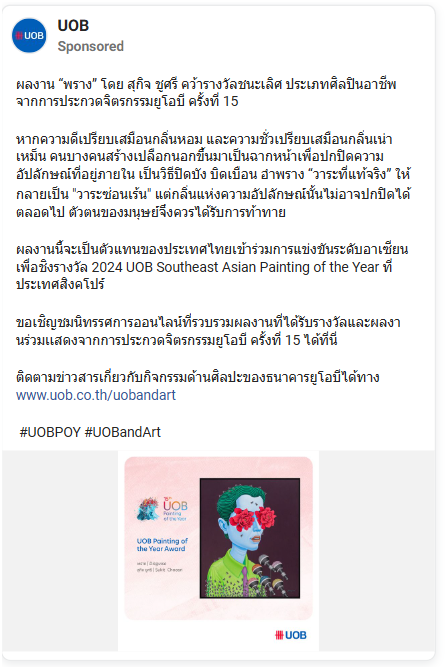 UOB
UOB
Sponsored
ผลงาน “พราง” โดย สุกิจ ชูศรี คว้ารางวัลชนะเลิศ ประเภทศิลปินอาชีพ
จากการประกวดจิตรกรรมยูโอบี ครั้งที่ 15
หากความดีเปรียบเสมือนกลิ่นหอม และความชั่วเปรียบเสมือนกลิ่นเน่า
เหม็น คนบางคนสร้างเปลือกนอกขึ้นมาเป็นฉากหน้าเพื่อปกปิดความ
อัปลักษณ์ที่อยู่ภายใน เป็นวิธีปิดบัง บิดเบือน อำพราง “วาระที่แท้จริง” ให้
กลายเป็น "วาระซ่อนเร้น" แต่กลิ่นแห่งความอัปลักษณ์นั้นไม่อาจปกปิดได้
ตลอดไป ตัวตนของมนุษย์จึงควรได้รับการท้าทาย
ผลงานนี้จะเป็นตัวแทนของประเทศไทยเข้าร่วมการแข่งขันระดับอาเซียน
เพื่อชิงรางวัล 2024 UOB Southeast Asian Painting of the Year ที่
ประเทศสิงคโปร์
ขอเชิญชมนิทรรศการออนไลน์ที่รวบรวมผลงานที่ได้รับรางวัลและผลงา
นร่วมแสดงจากการประกวดจิตรกรรมยูโอบี ครั้งที่ 15 ได้ที่นี่
ติดตามข่าวสารเกี่ยวกับกิจกรรมด้านศิลปะของธนาคารยูโอบีได้ทาง
www.uob.co.th/uobandart
#UOBPOY #UOBandArt
15th
UOB
Painting
of the Year
UOB Painting of
the Year Award
พราง | Disguise
สุกิจ ชูศรี | Sukit Choosri
UOB